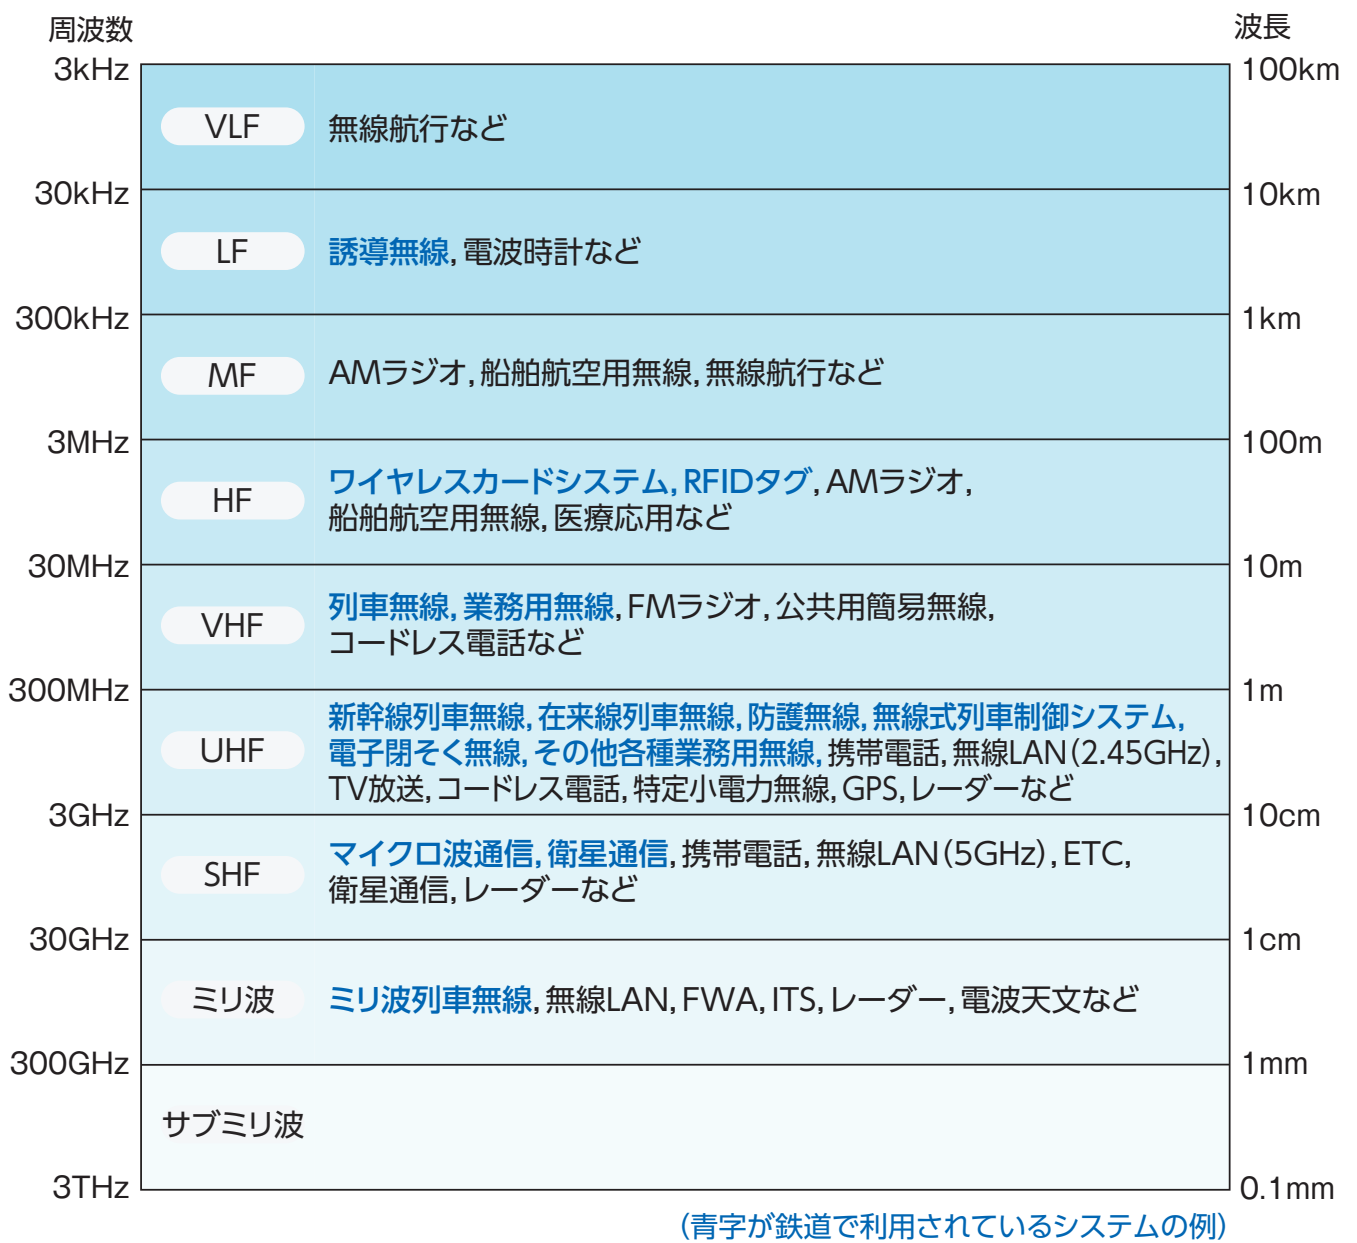 周波数
波長
3kHz
100km
VLF
無線航行など
30kHz
10km
LF
誘導無線, 電波時計など
300kHz
1km
MF
AMラジオ, 船舶航空用無線, 無線航行など
3MHz
100m
HF
ワイヤレスカードシステム, RFIDタグ, AMラジオ,
船舶航空用無線, 医療応用など
30MHz
10m
VHF
列車無線, 業務用無線, FMラジオ, 公共用簡易無線,
コードレス電話など
300MHz
1m
UHF
新幹線列車無線, 在来線列車無線, 防護無線, 無線式列車制御システム,
電子閉そく無線, その他各種業務用無線, 携帯電話, 無線LAN(2.45GHz),
TV放送, コードレス電話, 特定小電力無線, GPS, レーダーなど
3GHz
10cm
SHF
マイクロ波通信, 衛星通信, 携帯電話, 無線LAN(5GHz), ETC,
衛星通信, レーダーなど
30GHz
1cm
ミリ波
ミリ波列車無線, 無線LAN, FWA, ITS, レーダー, 電波天文など
300GHz
1mm
サブミリ波
3THz
0.1mm
(青字が鉄道で利用されているシステムの例)